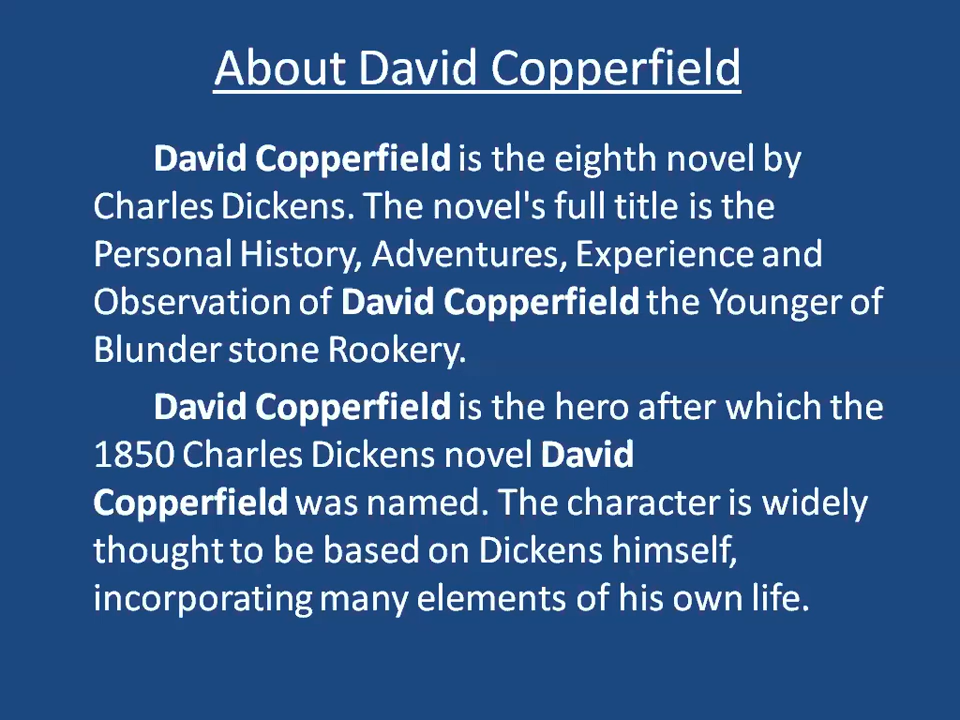 About David Copperfield
David Copperfield is the eighth novel by
Charles Dickens. The novel's full title is the
Personal History, Adventures, Experience and
Observation of David Copperfield the Younger of
Blunder stone Rookery.
David Copperfield is the hero after which the
1850 Charles Dickens novel David
Copperfield was named. The character is widely
thought to be based on Dickens himself,
incorporating many elements of his own life.